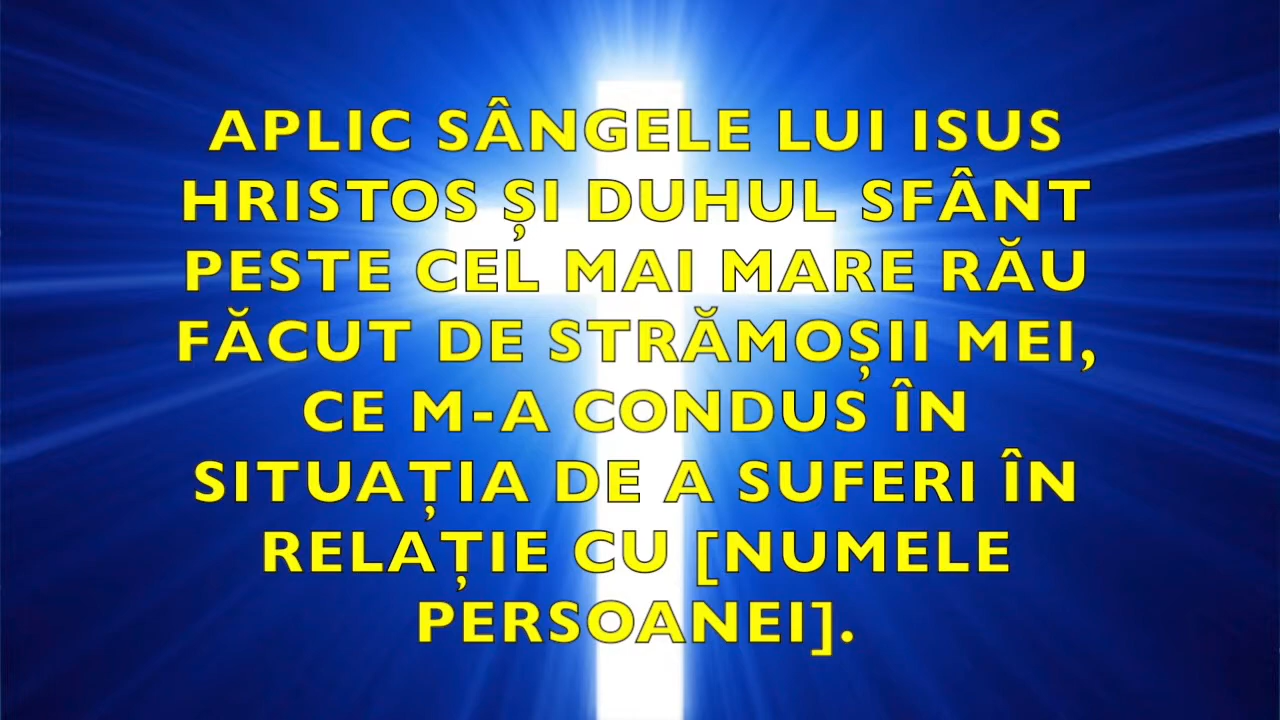 APLIC SÂNGELE LUI ISUS
HRISTOS ȘI DUHUL SFÂNT
PESTE CEL MAI MARE RĂU
FĂCUT DE STRĂMOȘII MEI,
CE M-A CONDUS ÎN
SITUAȚIA DE A SUFERI ÎN
RELAȚIE CU [NUMELE
PERSOANEI].